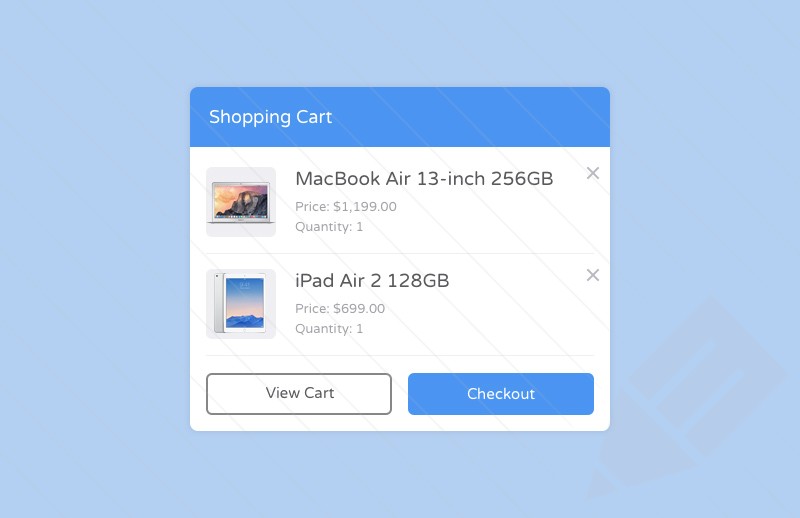 Shopping Cart
MacBook Air 13-inch 256GB
Price: $1,199.00
Quantity: 1
iPad Air 2 128GB
Price: $699.00
Quantity: 1
View Cart
Checkout